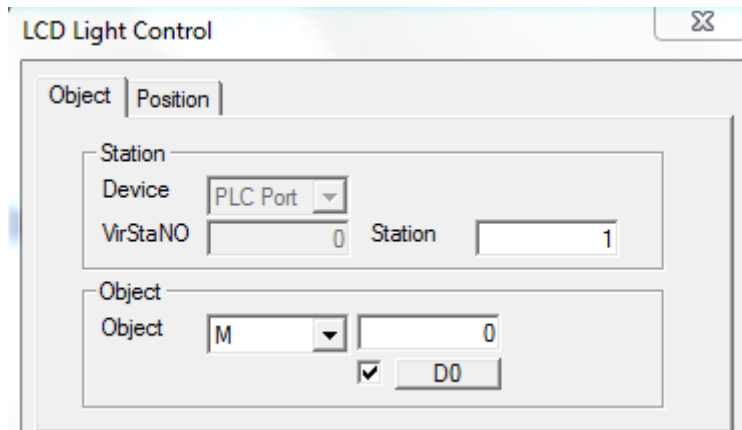 LCD Light Control
Object Position
Station
Device PLC Port
VirStaNO 0 Station 1
Object
Object M 0
D0